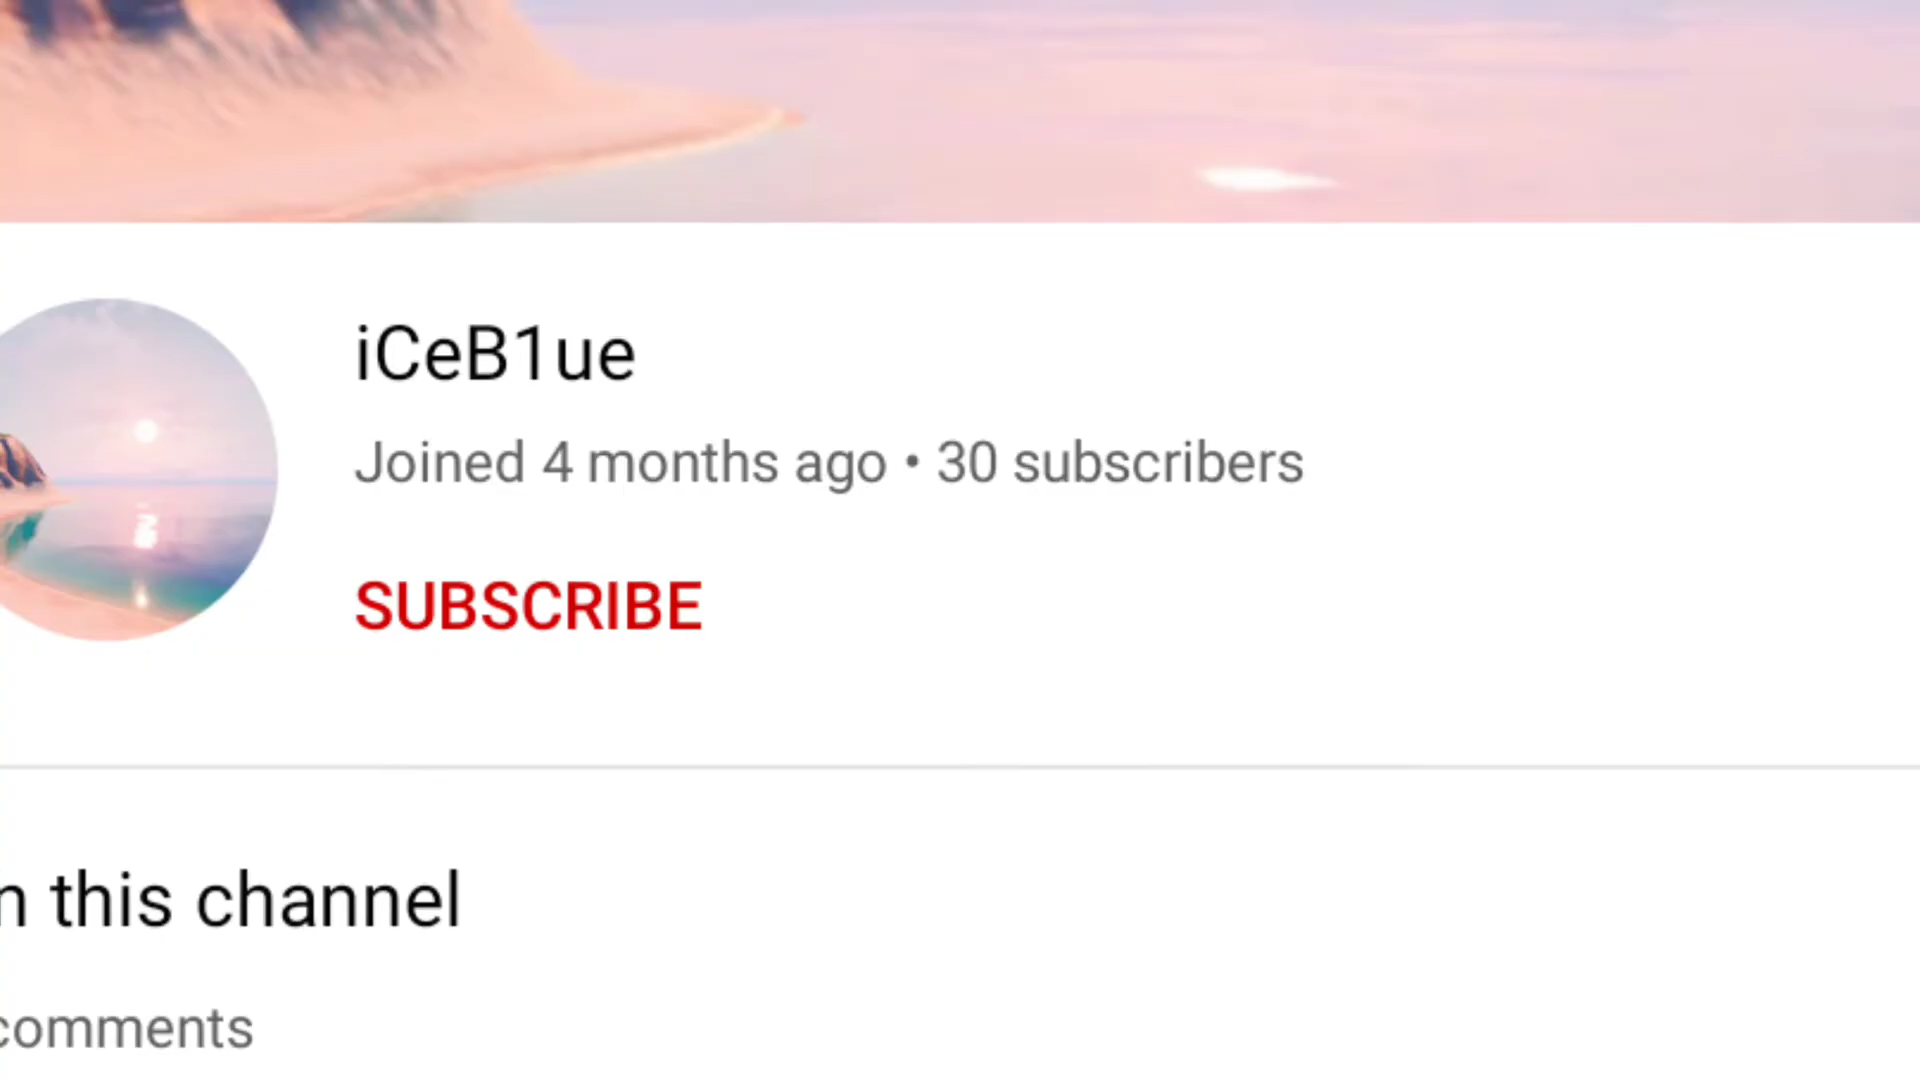 iCeB1ue
Joined 4 months ago • 30 subscribers
SUBSCRIBE
n this channel
comments